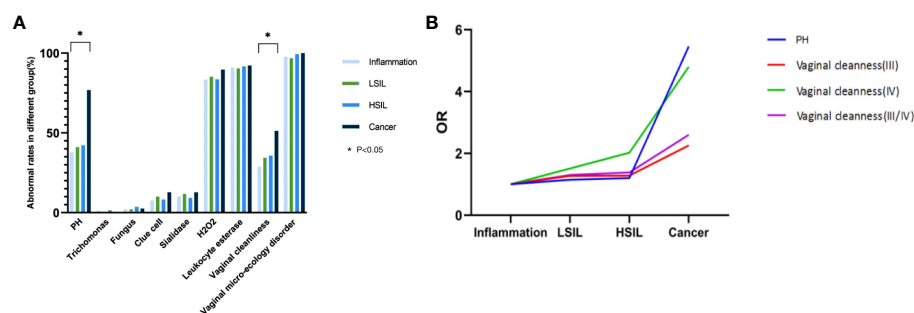 A
Abnormal rates in different group(%)
100
50
0
*
*
PH
Trichomonas
Fungus
Clue cell
Sialidase
H2O2
Leukocyte esterase
Vaginal cleanliness
Vaginal micro-ecology disorder
Inflammation
LSIL
HSIL
Cancer
* P<0.05
B
OR
6
4
2
0
Inflammation LSIL HSIL Cancer
PH
Vaginal cleanness(III)
Vaginal cleanness(IV)
Vaginal cleanness(III/IV)